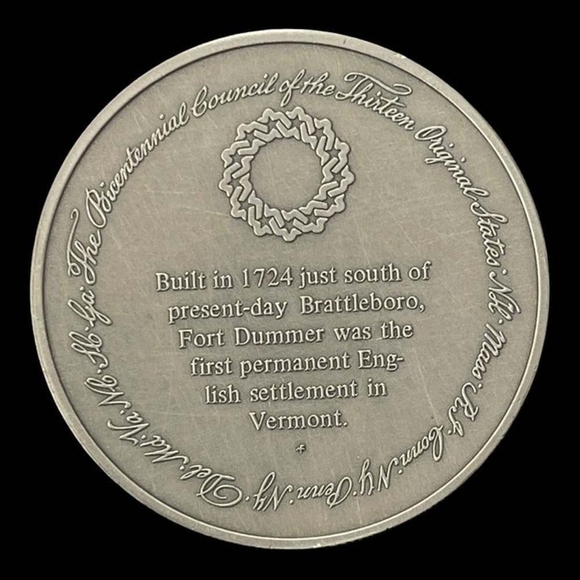 The Bicentennial Council of the Thirteen Original States · N.H. · Mass · R.I. · Conn · N.Y. · Penn · N.J. · Del · Md · Va · N.C. · S.C. · Ga ·
Built in 1724 just south of
present-day Brattleboro,
Fort Dummer was the
first permanent Eng-
lish settlement in
Vermont.